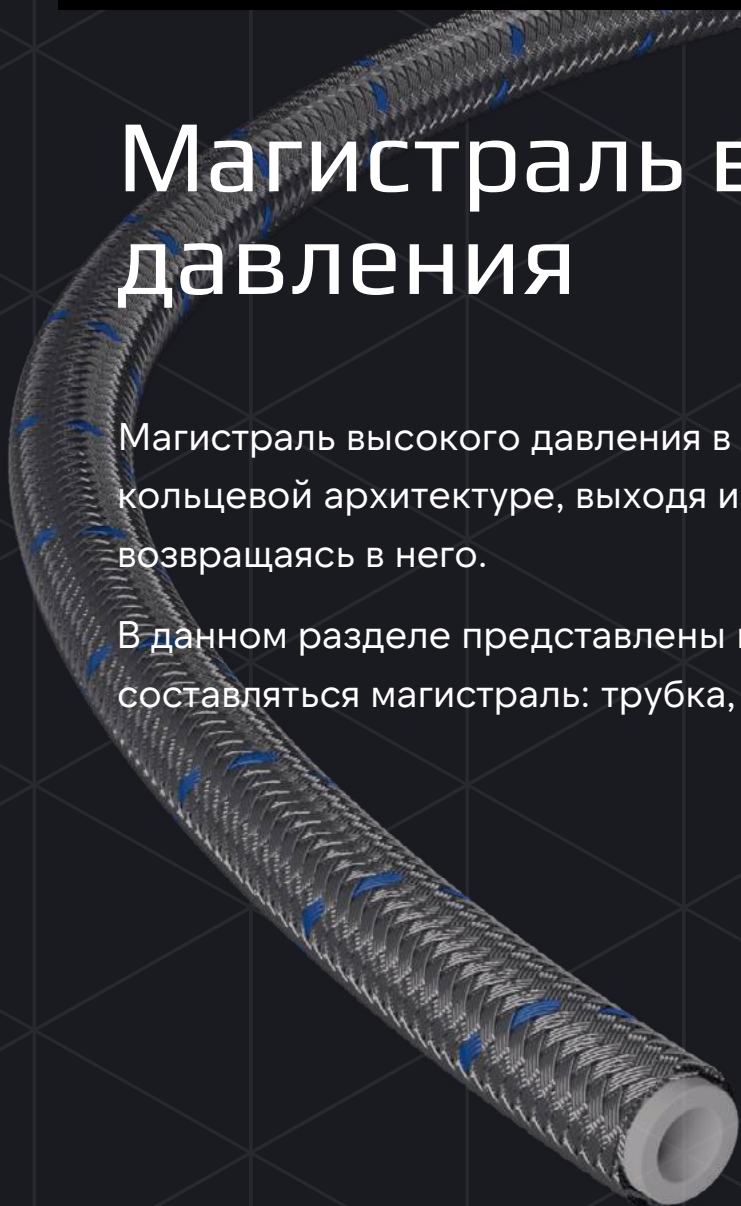 Магистраль в
давления
Магистраль высокого давления в
кольцевой архитектуре, выходя и
возвращаясь в него.
В данном разделе представлены
составляться магистраль: трубка,